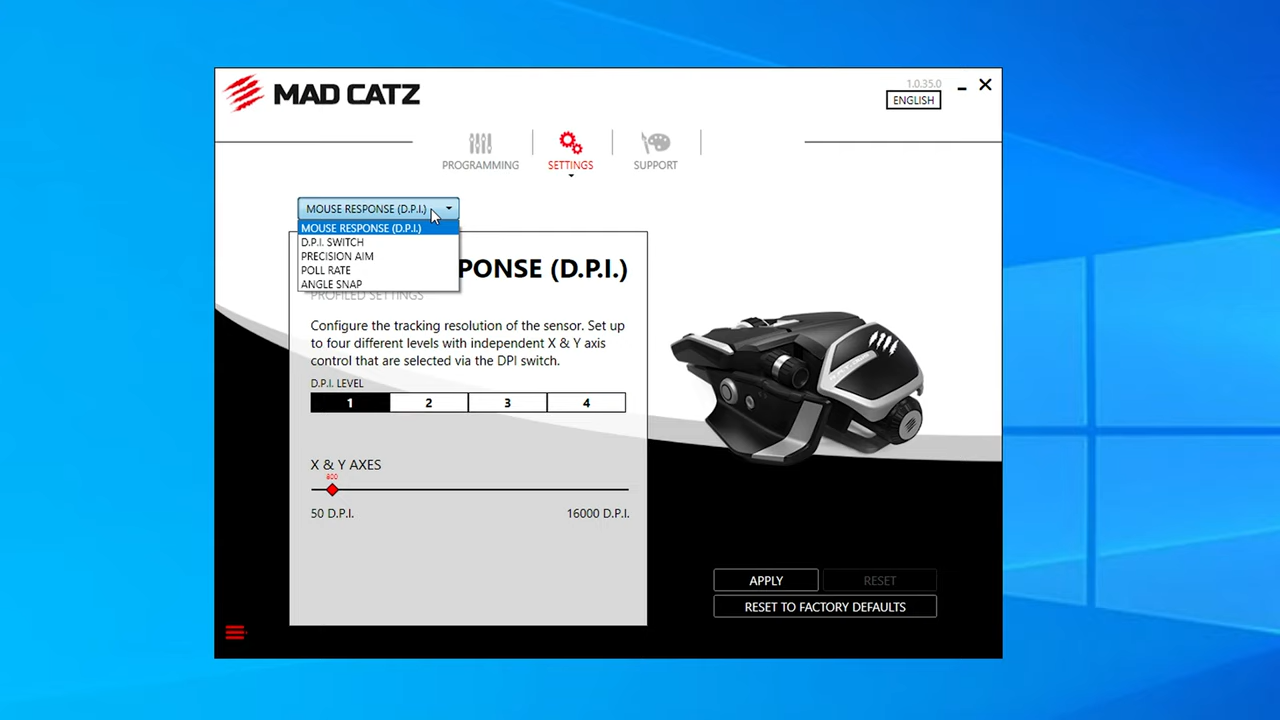 MAD CATZ
1.0.35.0
ENGLISH
PROGRAMMING
SETTINGS
SUPPORT
MOUSE RESPONSE (D.P.I.)
MOUSE RESPONSE (D.P.I.)
D.P.I. SWITCH
PRECISION AIM
POLL RATE
ANGLE SNAP
PONSE (D.P.I.)
PROFILED SETTINGS
Configure the tracking resolution of the sensor. Set up
to four different levels with independent X & Y axis
control that are selected via the DPI switch.
D.P.I. LEVEL
1 2 3 4
X & Y AXES
800
50 D.P.I. 16000 D.P.I.
APPLY RESET
RESET TO FACTORY DEFAULTS